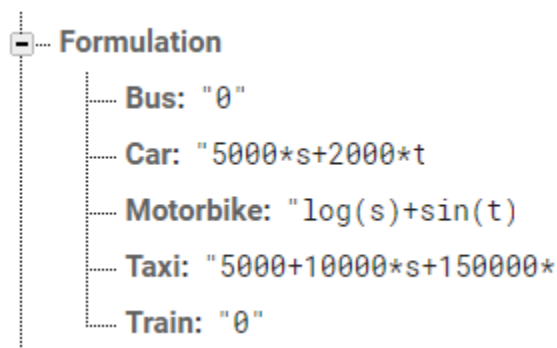 Formulation
Bus: "0"
Car: "5000*s+2000*t
Motorbike: "log(s)+sin(t)
Taxi: "5000+10000*s+150000*
Train: "0"